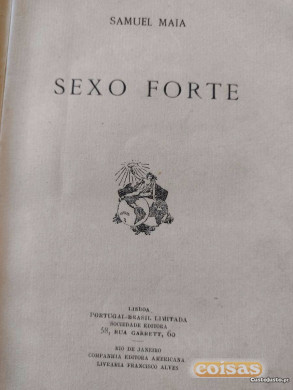 SAMUEL MAIA
SEXO FORTE
LISBOA
PORTUGAL-BRASIL LIMITADA
SOCIEDADE EDITORA
58, RUA GARRETT, 60
RIO DE JANEIRO
COMPANHIA EDITORA AMERICANA
LIVRARIA FRANCISCO ALVES
coisas